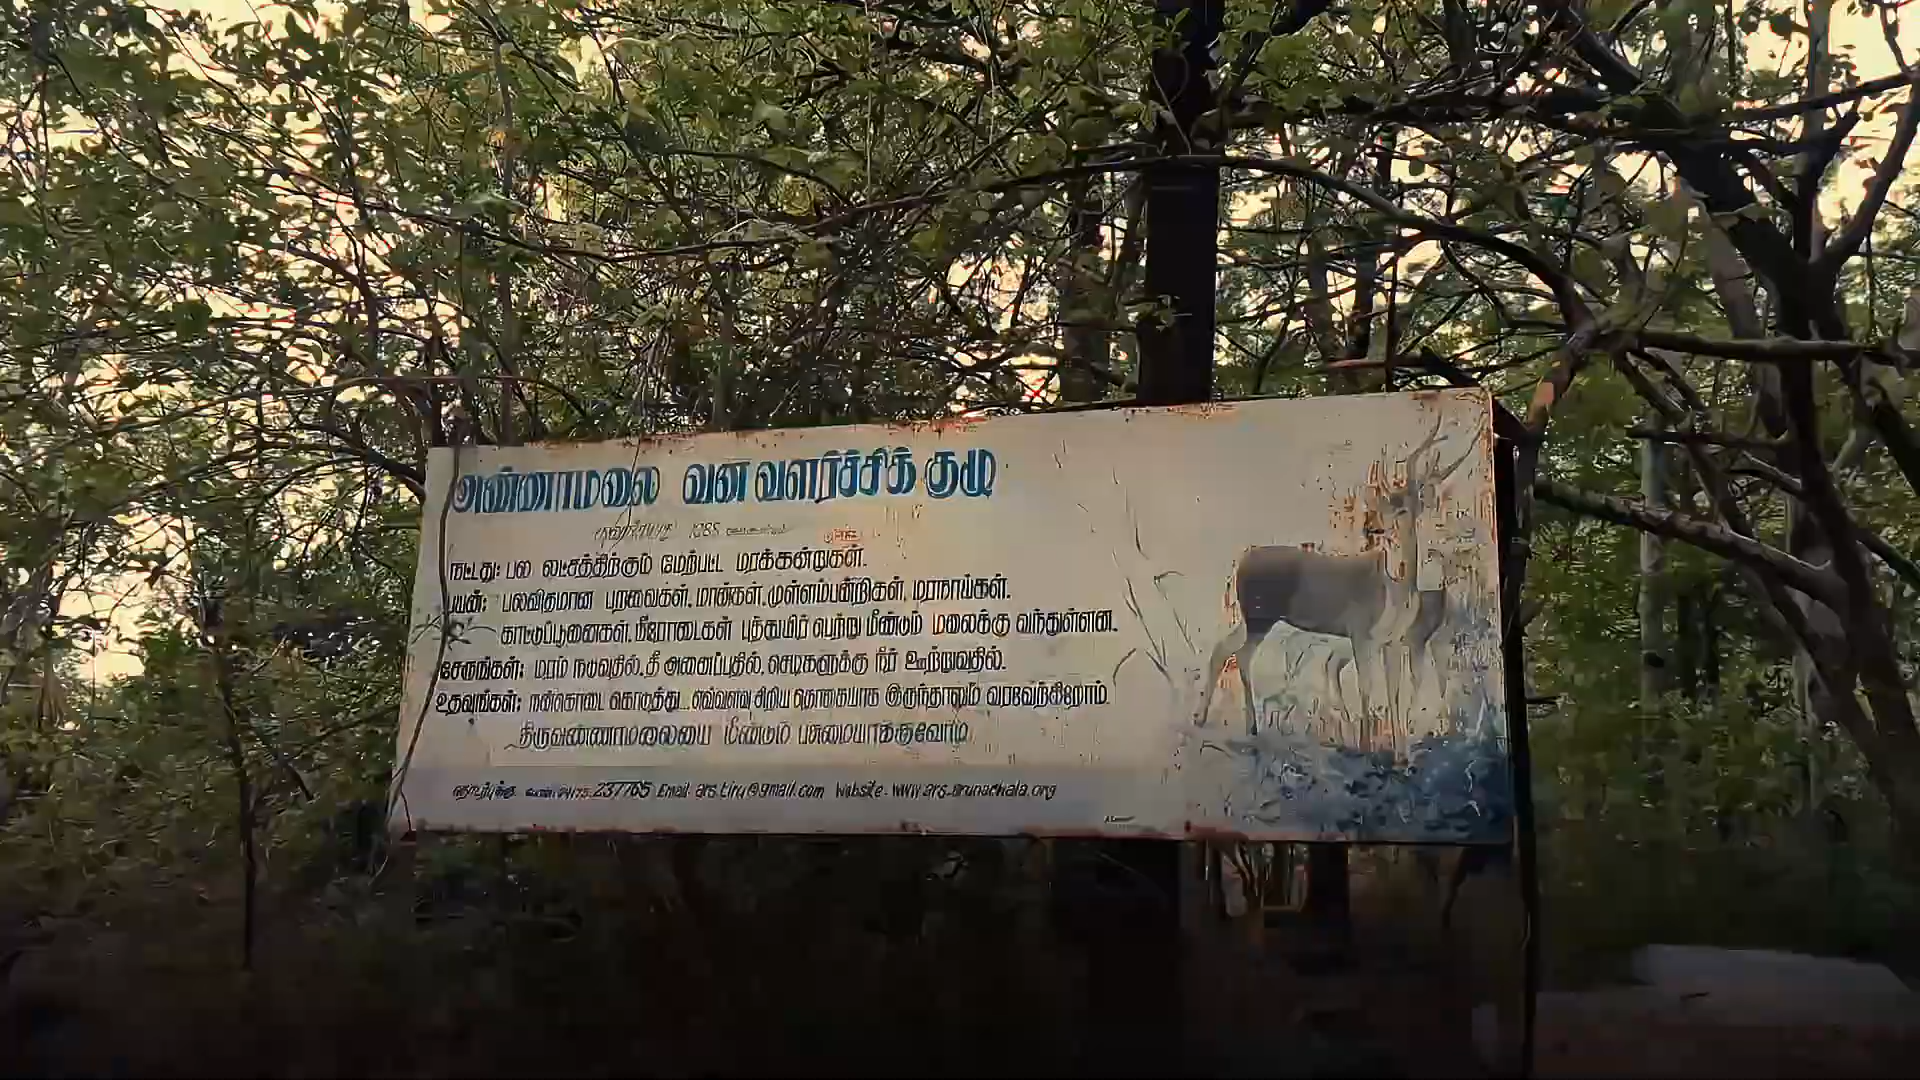 அண்ணாமலை வன வளர்ச்சிக் குழு
1988
நட்டது: பல லட்சத்திற்கும் மேற்பட்ட மரக்கன்றுகள்.
பயன்: பலவிதமான பறவைகள், மான்கள், முள்ளம்பன்றிகள், மரநாய்கள்,
காட்டுப்பூனைகள், நீரோடைகள் புத்துயிர் பெற்று மீண்டும் மலைக்கு வந்துள்ளன.
சேருங்கள்: மரம் நடுவதில், தீ அணைப்பதில், செடிகளுக்கு நீர் ஊற்றுவதில்.
உதவுங்கள்: நன்கொடை கொடுத்து... எவ்வளவு சிறிய தொகையாக இருந்தாலும் வரவேற்கிறோம்.
திருவண்ணாமலையை மீண்டும் பசுமையாக்குவோம்
தொடர்புக்கு: போன்: 04175. 237765 Email. ars.tiru@gmail.com Website - www.ars-arunachala.org